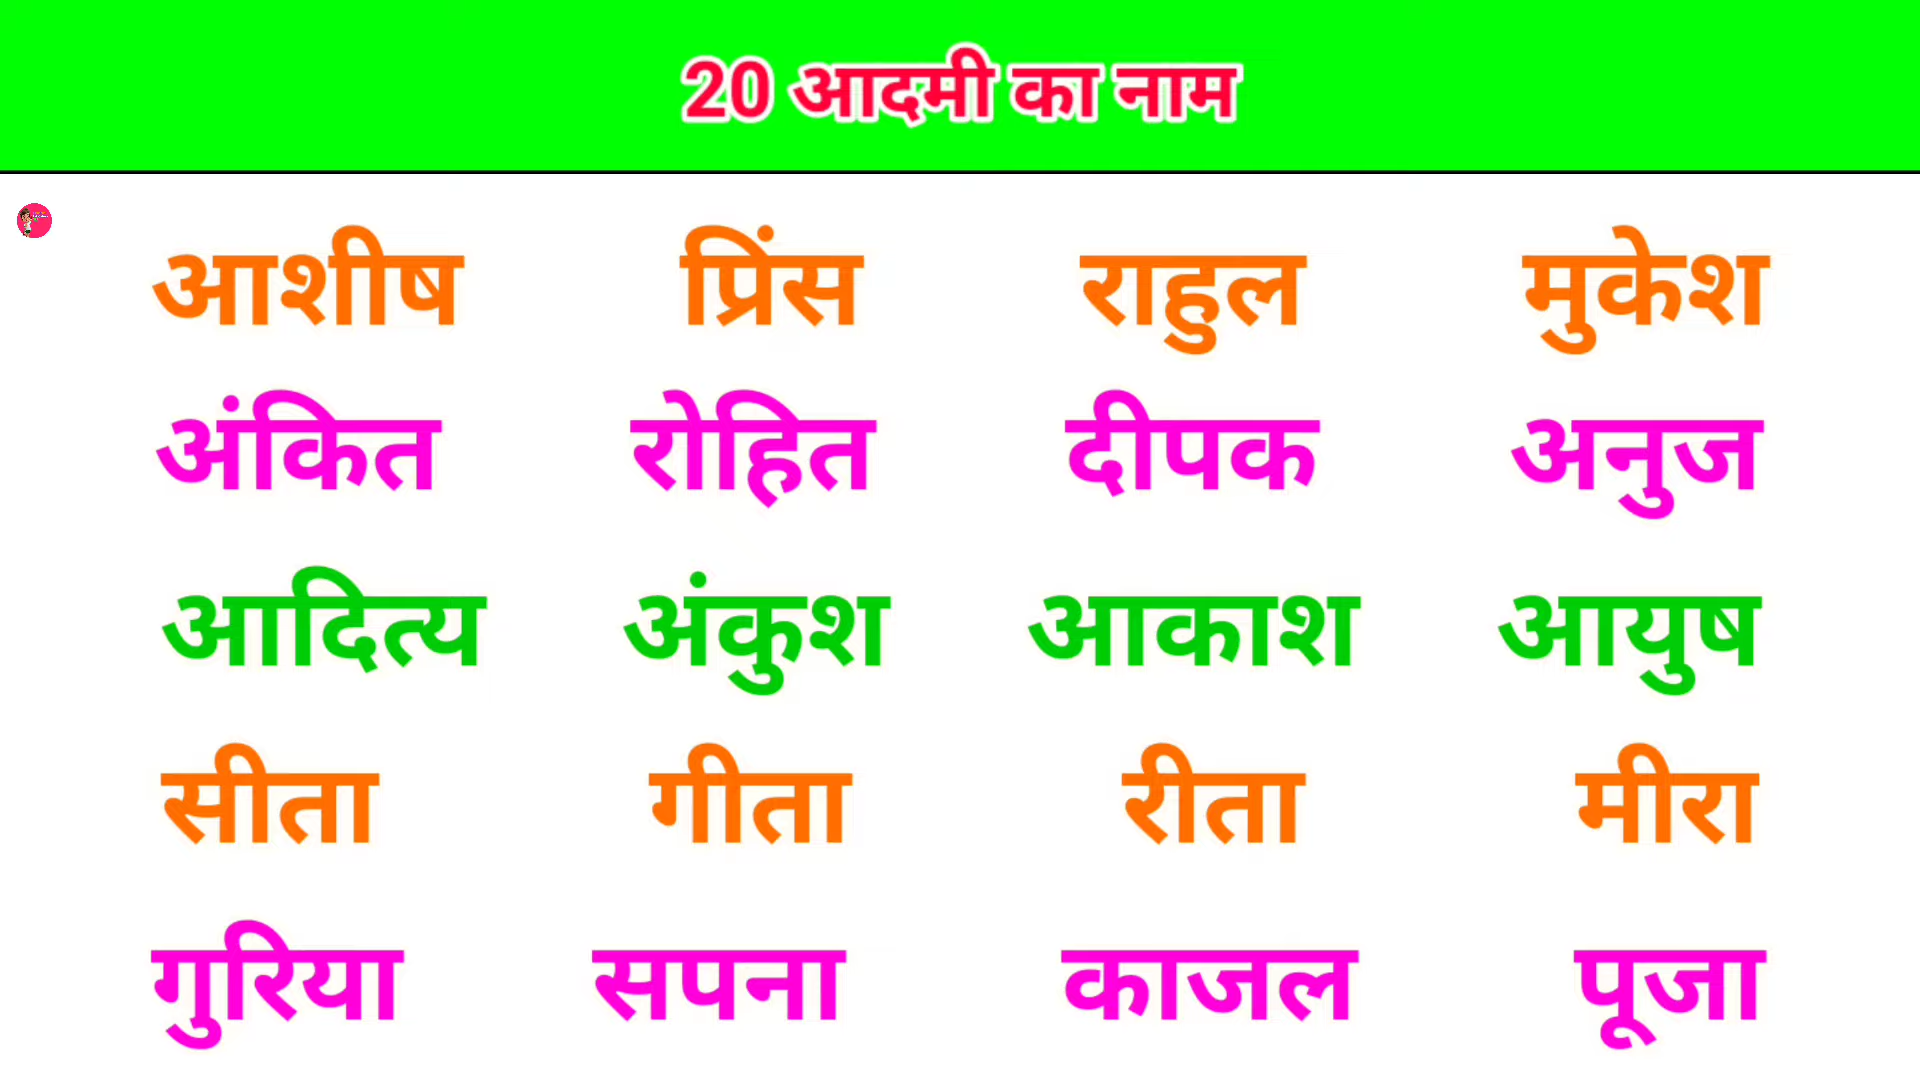 20 आदमी का नाम
आशीष प्रिंस राहुल मुकेश
अंकित रोहित दीपक अनुज
आदित्य अंकुश आकाश आयुष
सीता गीता रीता मीरा
गुरिया सपना काजल पूजा